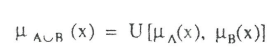 μ A∪B (x) = U[μA(x), μB(x)]